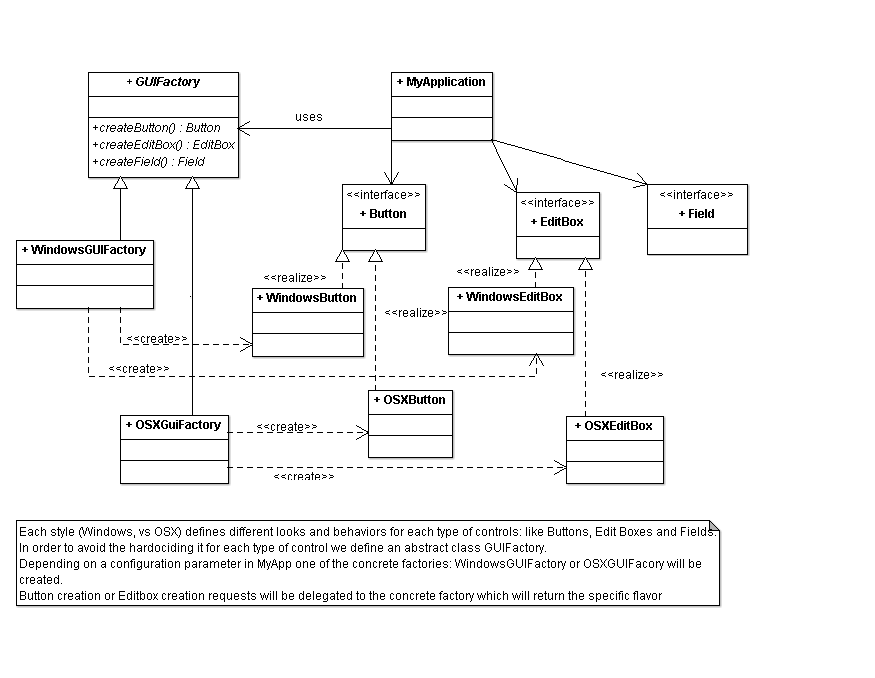 + GUIFactory
+createButton() : Button
+createEditBox() : EditBox
+createField() : Field
+ MyApplication
uses
<<interface>>
+ Button
<<interface>>
+ EditBox
<<interface>>
+ Field
+ WindowsGUIFactory
<<realize>>
<<realize>>
+ WindowsButton
<<realize>>
+ WindowsEditBox
<<create>>
<<create>>
<<realize>>
+ OSXButton
+ OSXGuiFactory
<<create>>
+ OSXEditBox
<<create>>
Each style (Windows, vs OSX) defines different looks and behaviors for each type of controls: like Buttons, Edit Boxes and Fields.
In order to avoid the hardociding it for each type of control we define an abstract class GUIFactory.
Depending on a configuration parameter in MyApp one of the concrete factories: WindowsGUIFactory or OSXGUIFacory will be
created.
Button creation or Editbox creation requests will be delegated to the concrete factory which will return the specific flavor